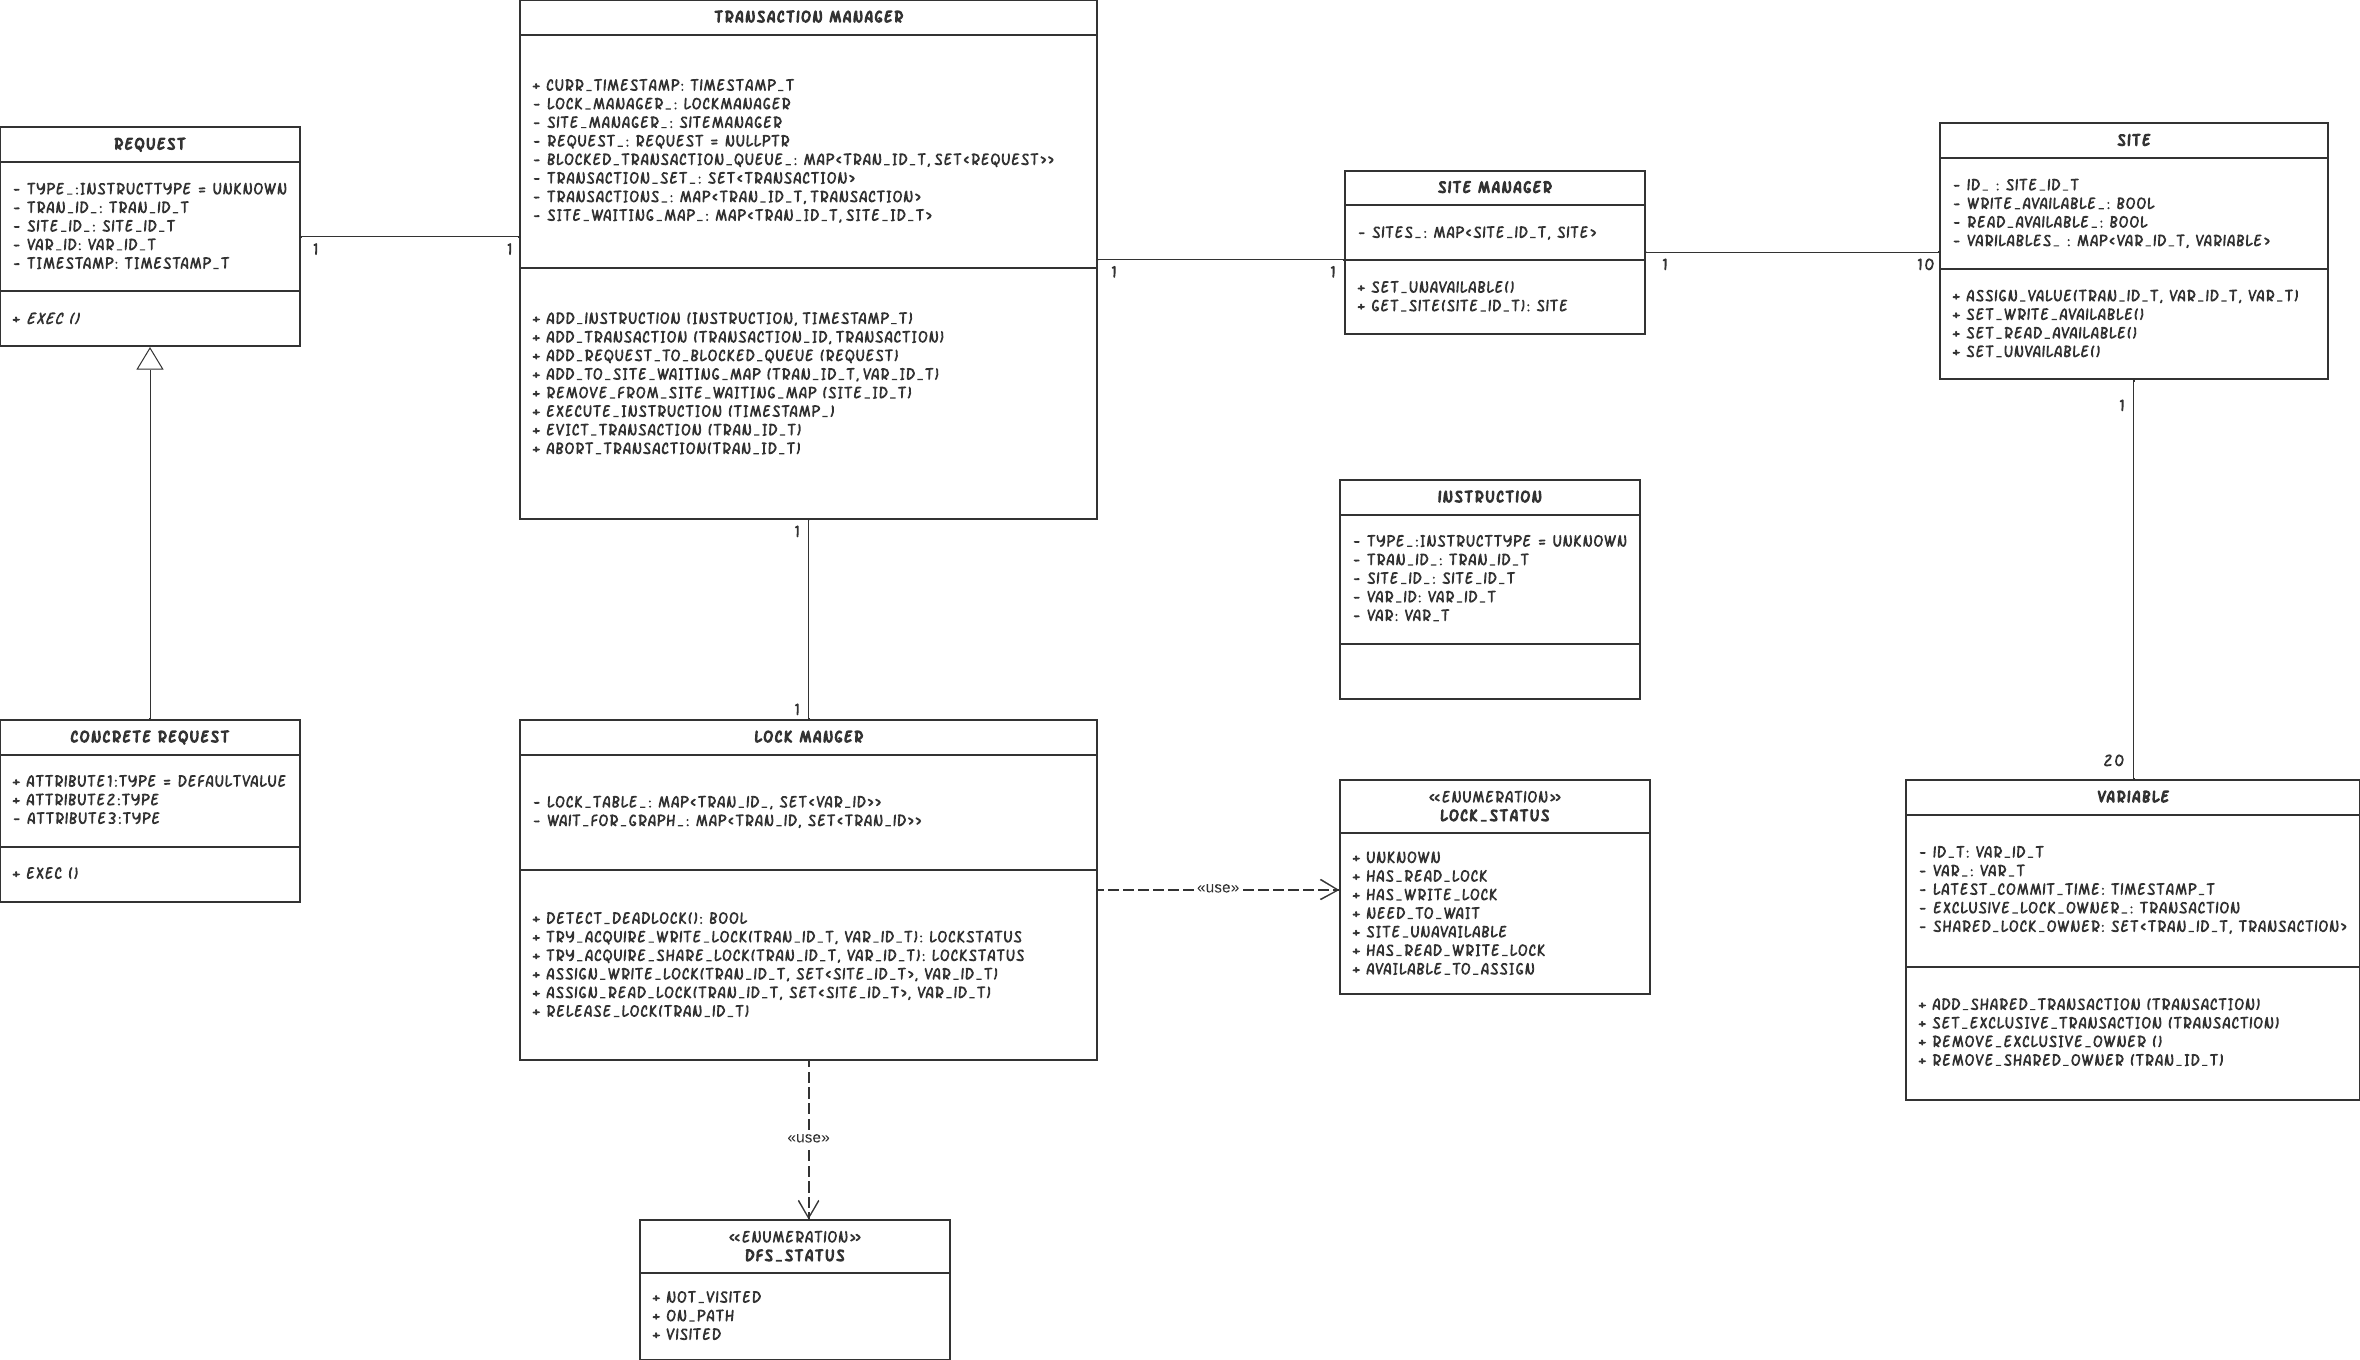 TRANSACTION MANAGER
+ CURR_TIMESTAMP: TIMESTAMP_T
- LOCK_MANAGER_: LOCKMANAGER
- SITE_MANAGER_: SITEMANAGER
- REQUEST_: REQUEST = NULLPTR
- BLOCKED_TRANSACTION_QUEUE_: MAP<TRAN_ID_T, SET<REQUEST>>
- TRANSACTION_SET_: SET<TRANSACTION>
- TRANSACTIONS_: MAP<TRAN_ID_T, TRANSACTION>
- SITE_WAITING_MAP_: MAP<TRAN_ID_T, SITE_ID_T>
+ ADD_INSTRUCTION (INSTRUCTION, TIMESTAMP_T)
+ ADD_TRANSACTION (TRANSACTION_ID, TRANSACTION)
+ ADD_REQUEST_TO_BLOCKED_QUEUE (REQUEST)
+ ADD_TO_SITE_WAITING_MAP (TRAN_ID_T, VAR_ID_T)
+ REMOVE_FROM_SITE_WAITING_MAP (SITE_ID_T)
+ EXECUTE_INSTRUCTION (TIMESTAMP_)
+ EVICT_TRANSACTION (TRAN_ID_T)
+ ABORT_TRANSACTION(TRAN_ID_T)
REQUEST
- TYPE_:INSTRUCTTYPE = UNKNOWN
- TRAN_ID_: TRAN_ID_T
- SITE_ID_: SITE_ID_T
- VAR_ID: VAR_ID_T
- TIMESTAMP: TIMESTAMP_T
+ EXEC ()
1
1
1
1
SITE MANAGER
- SITES_: MAP<SITE_ID_T, SITE>
+ SET_UNAVAILABLE()
+ GET_SITE(SITE_ID_T): SITE
1
10
SITE
- ID_ : SITE_ID_T
- WRITE_AVAILABLE_: BOOL
- READ_AVAILABLE_: BOOL
- VARILABLES_ : MAP<VAR_ID_T, VARIABLE>
+ ASSIGN_VALUE(TRAN_ID_T, VAR_ID_T, VAR_T)
+ SET_WRITE_AVAILABLE()
+ SET_READ_AVAILABLE()
+ SET_UNVAILABLE()
1
20
INSTRUCTION
- TYPE_:INSTRUCTTYPE = UNKNOWN
- TRAN_ID_: TRAN_ID_T
- SITE_ID_: SITE_ID_T
- VAR_ID: VAR_ID_T
- VAR: VAR_T
1
1
CONCRETE REQUEST
+ ATTRIBUTE1:TYPE = DEFAULTVALUE
+ ATTRIBUTE2:TYPE
- ATTRIBUTE3:TYPE
+ EXEC ()
LOCK MANGER
- LOCK_TABLE_: MAP<TRAN_ID_, SET<VAR_ID>>
- WAIT_FOR_GRAPH_: MAP<TRAN_ID, SET<TRAN_ID>>
+ DETECT_DEADLOCK(): BOOL
+ TRY_ACQUIRE_WRITE_LOCK(TRAN_ID_T, VAR_ID_T): LOCKSTATUS
+ TRY_ACQUIRE_SHARE_LOCK(TRAN_ID_T, VAR_ID_T): LOCKSTATUS
+ ASSIGN_WRITE_LOCK(TRAN_ID_T, SET<SITE_ID_T>, VAR_ID_T)
+ ASSIGN_READ_LOCK(TRAN_ID_T, SET<SITE_ID_T>, VAR_ID_T)
+ RELEASE_LOCK(TRAN_ID_T)
«use»
«ENUMERATION»
LOCK_STATUS
+ UNKNOWN
+ HAS_READ_LOCK
+ HAS_WRITE_LOCK
+ NEED_TO_WAIT
+ SITE_UNAVAILABLE
+ HAS_READ_WRITE_LOCK
+ AVAILABLE_TO_ASSIGN
VARIABLE
- ID_T: VAR_ID_T
- VAR_: VAR_T
- LATEST_COMMIT_TIME: TIMESTAMP_T
- EXCLUSIVE_LOCK_OWNER_: TRANSACTION
- SHARED_LOCK_OWNER: SET<TRAN_ID_T, TRANSACTION>
+ ADD_SHARED_TRANSACTION (TRANSACTION)
+ SET_EXCLUSIVE_TRANSACTION (TRANSACTION)
+ REMOVE_EXCLUSIVE_OWNER ()
+ REMOVE_SHARED_OWNER (TRAN_ID_T)
«use»
«ENUMERATION»
DFS_STATUS
+ NOT_VISITED
+ ON_PATH
+ VISITED